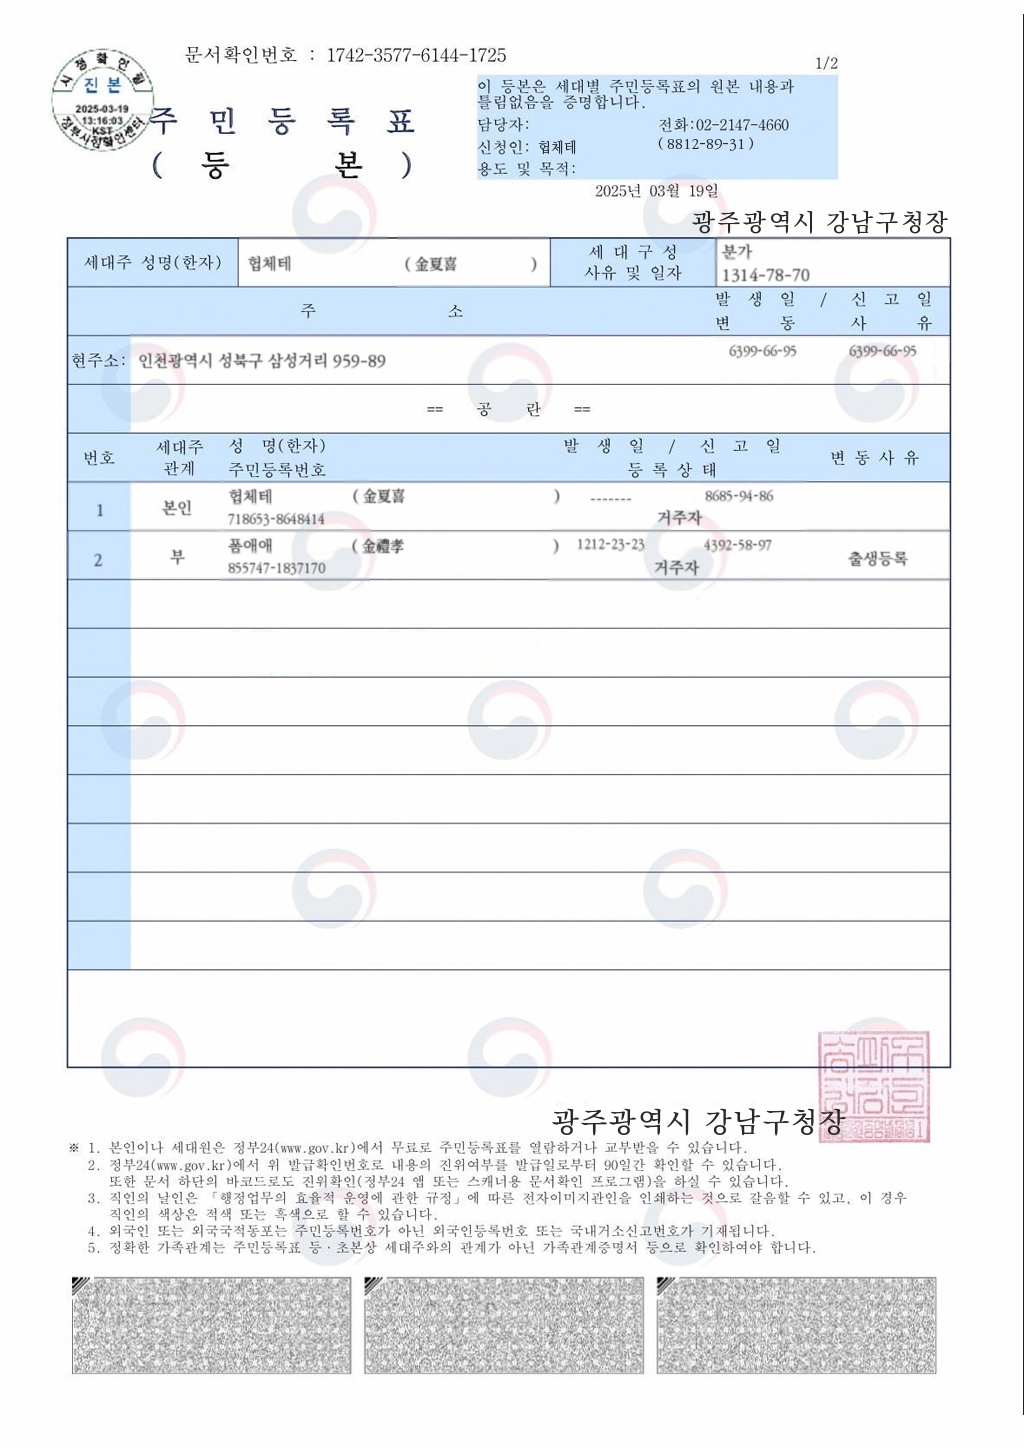 문서확인번호 : 1742-3577-6144-1725
1/2
시점확인필
진본
2025-03-19
13:16:03
KST
정부시점확인센터
주 민 등 록 표
( 등 본 )
이 등본은 세대별 주민등록표의 원본 내용과
틀림없음을 증명합니다.
담당자: 전화:02-2147-4660
신청인: 헙체테 (8812-89-31)
용도 및 목적:
2025년 03월 19일
광주광역시 강남구청장
세대주 성명(한자) 헙체테 (金夏喜 )
세 대 구 성
사유 및 일자
분가
1314-78-70
주 소
발 생 일 / 신 고 일
변 동 사 유
현주소: 인천광역시 성북구 삼성거리 959-89
6399-66-95 6399-66-95
== 공 란 ==
번호
세대주
관계
성 명(한자)
주민등록번호
발 생 일 / 신 고 일
등 록 상 태
변 동 사 유
1 본인 헙체테 (金夏喜 ) ------- 8685-94-86
718653-8648414 거주자
2 부 폼애애 (金禮孝 ) 1212-23-23 4392-58-97 출생등록
855747-1837170 거주자
광주광역시 강남구청장
※ 1. 본인이나 세대원은 정부24(www.gov.kr)에서 무료로 주민등록표를 열람하거나 교부받을 수 있습니다.
2. 정부24(www.gov.kr)에서 위 발급확인번호로 내용의 진위여부를 발급일로부터 90일간 확인할 수 있습니다.
또한 문서 하단의 바코드로도 진위확인(정부24 앱 또는 스캐너용 문서확인 프로그램)을 하실 수 있습니다.
3. 직인의 날인은 「행정업무의 효율적 운영에 관한 규정」에 따른 전자이미지관인을 인쇄하는 것으로 갈음할 수 있고, 이 경우
직인의 색상은 적색 또는 흑색으로 할 수 있습니다.
4. 외국인 또는 외국국적동포는 주민등록번호가 아닌 외국인등록번호 또는 국내거소신고번호가 기재됩니다.
5. 정확한 가족관계는 주민등록표 등·초본상 세대주와의 관계가 아닌 가족관계증명서 등으로 확인하여야 합니다.